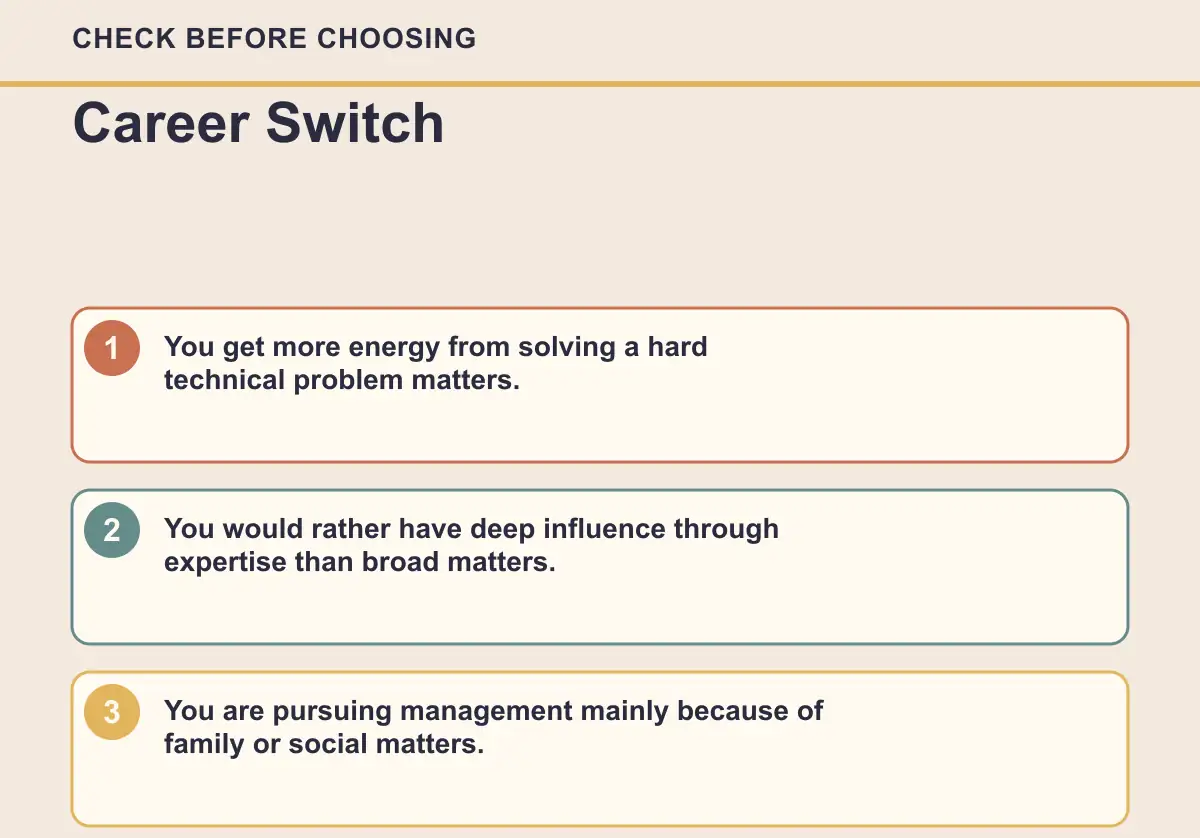 CHECK BEFORE CHOOSING
Career Switch
1
You get more energy from solving a hard
technical problem matters.
2
You would rather have deep influence through
expertise than broad matters.
3
You are pursuing management mainly because of
family or social matters.